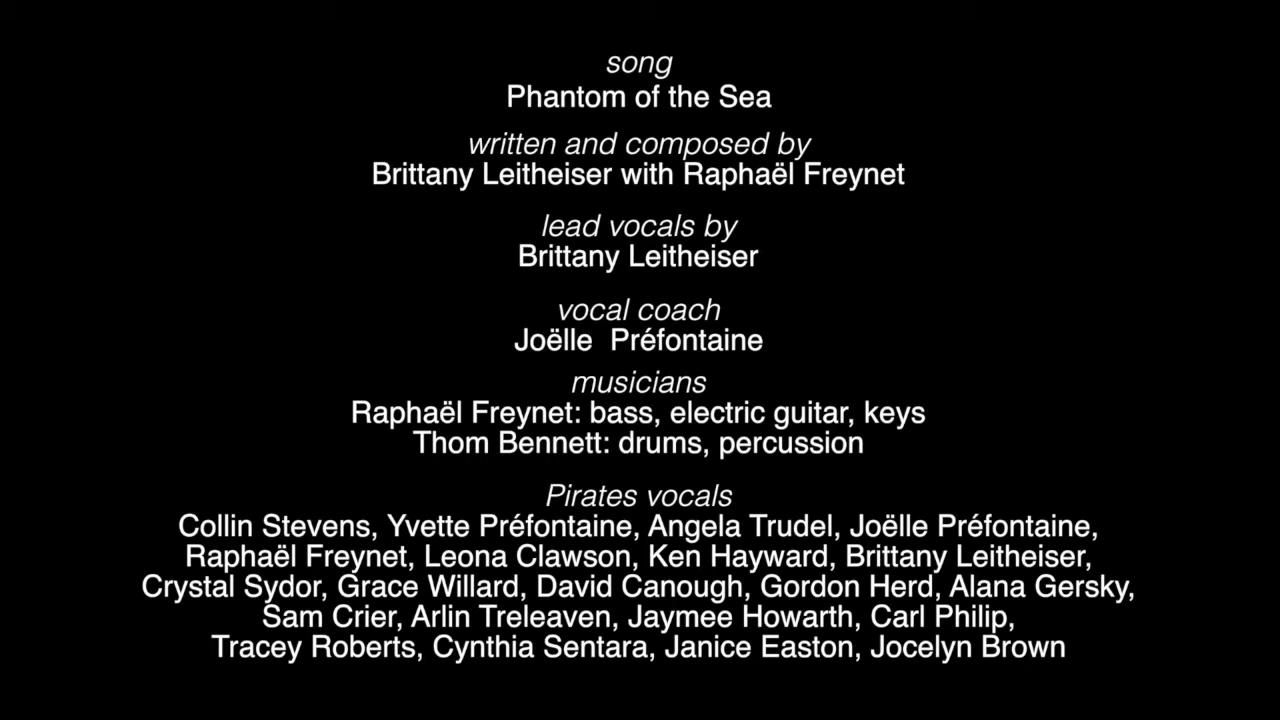 song
Phantom of the Sea
written and composed by
Brittany Leitheiser with Raphaël Freynet
lead vocals by
Brittany Leitheiser
vocal coach
Joëlle  Préfontaine
musicians
Raphaël Freynet: bass, electric guitar, keys
Thom Bennett: drums, percussion
Pirates vocals
Collin Stevens, Yvette Préfontaine, Angela Trudel, Joëlle Préfontaine,
Raphaël Freynet, Leona Clawson, Ken Hayward, Brittany Leitheiser,
Crystal Sydor, Grace Willard, David Canough, Gordon Herd, Alana Gersky,
Sam Crier, Arlin Treleaven, Jaymee Howarth, Carl Philip,
Tracey Roberts, Cynthia Sentara, Janice Easton, Jocelyn Brown